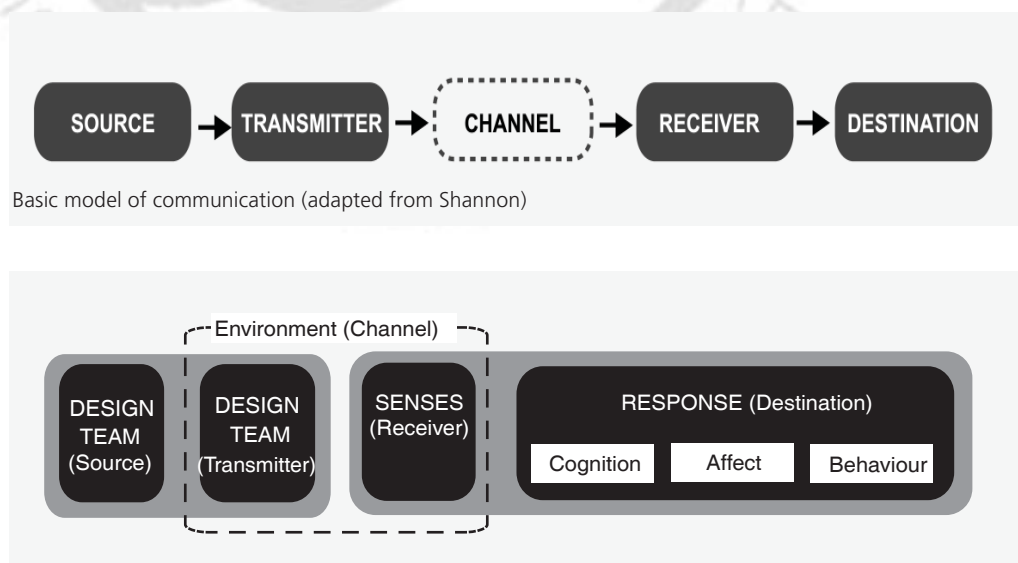 SOURCE
TRANSMITTER
CHANNEL
RECEIVER
DESTINATION
Basic model of communication (adapted from Shannon)
Environment (Channel)
DESIGN
TEAM
(Source)
DESIGN
TEAM
(Transmitter)
SENSES
(Receiver)
RESPONSE (Destination)
Cognition
Affect
Behaviour